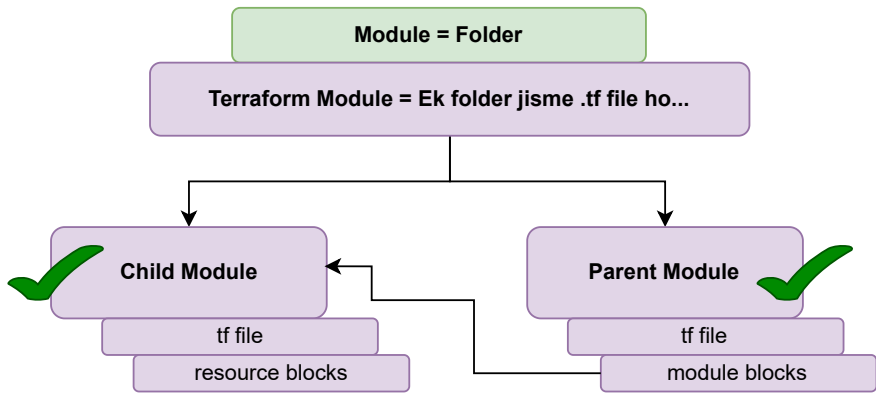 Module = Folder
Terraform Module = Ek folder jisme .tf file ho...
Child Module
tf file
resource blocks
Parent Module
tf file
module blocks